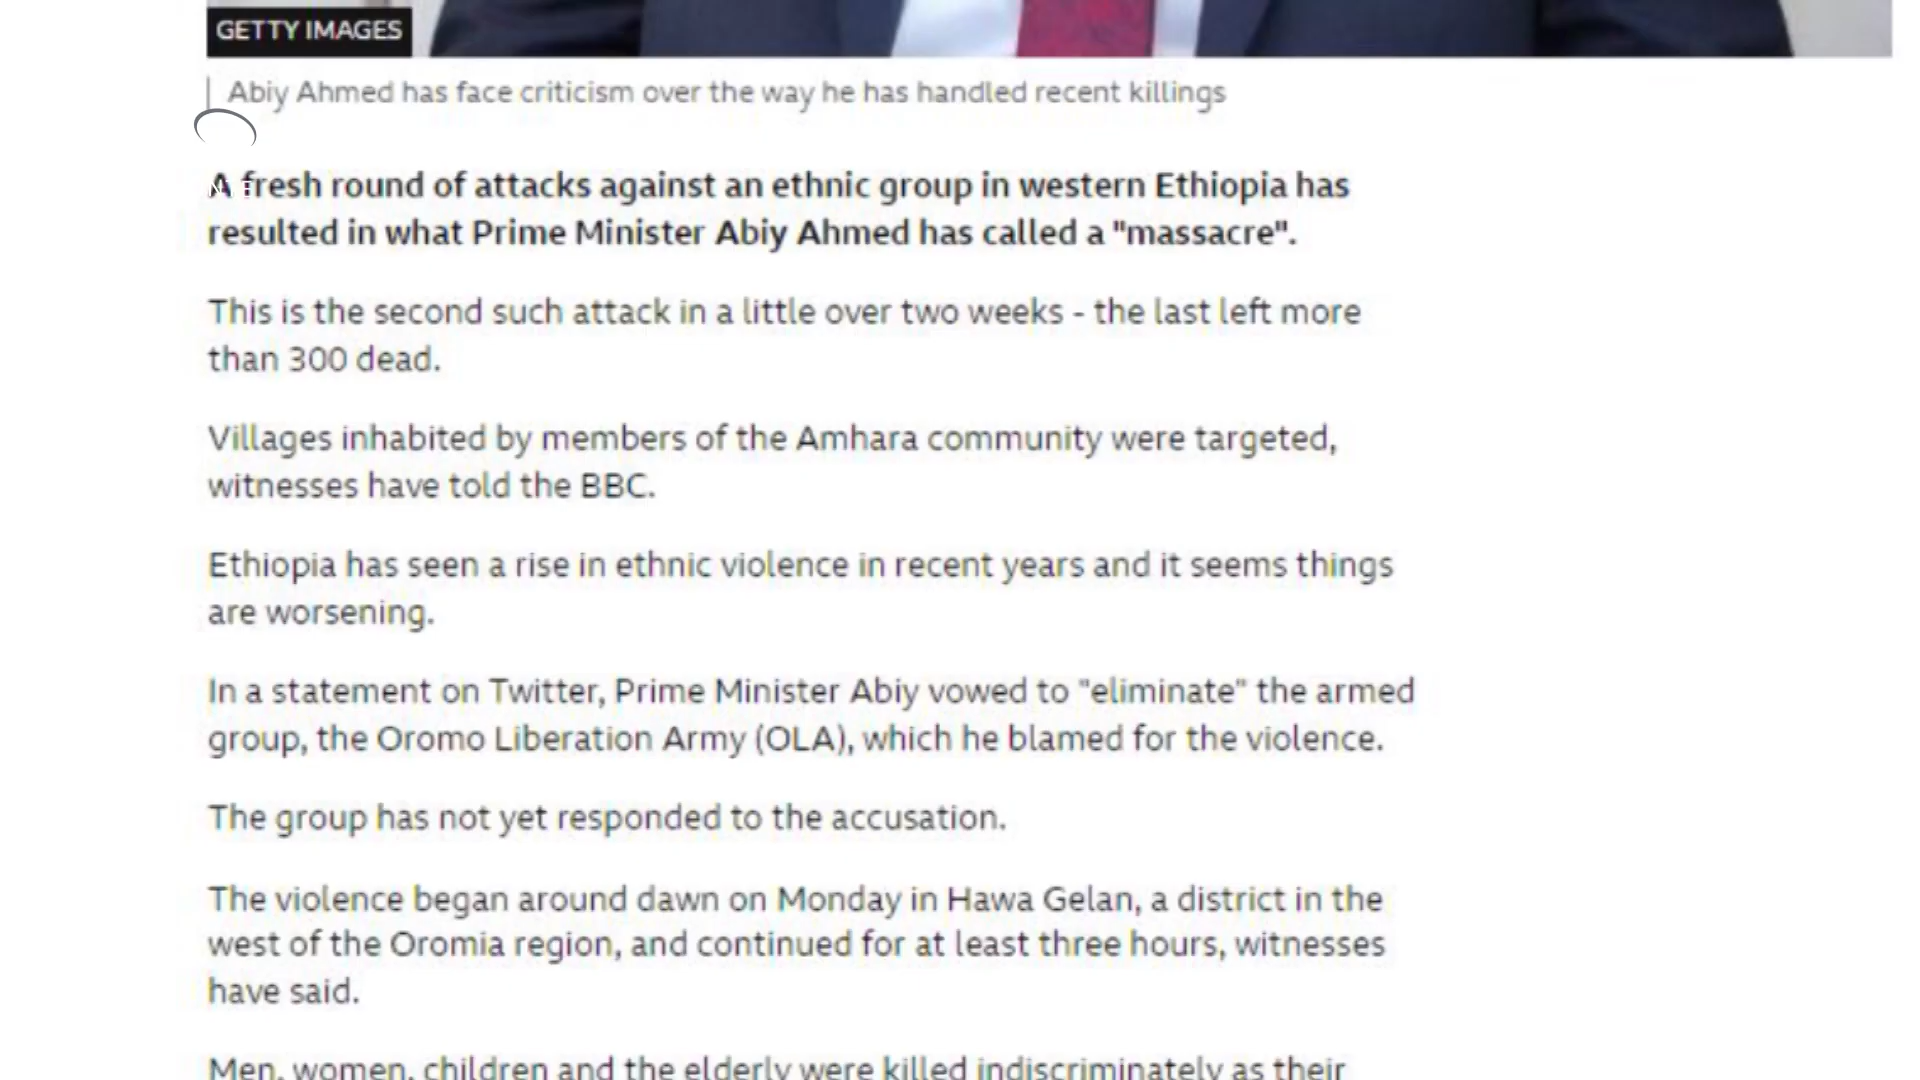 GETTY IMAGES
Abiy Ahmed has face criticism over the way he has handled recent killings
A fresh round of attacks against an ethnic group in western Ethiopia has
resulted in what Prime Minister Abiy Ahmed has called a "massacre".
This is the second such attack in a little over two weeks - the last left more
than 300 dead.
Villages inhabited by members of the Amhara community were targeted,
witnesses have told the BBC.
Ethiopia has seen a rise in ethnic violence in recent years and it seems things
are worsening.
In a statement on Twitter, Prime Minister Abiy vowed to "eliminate" the armed
group, the Oromo Liberation Army (OLA), which he blamed for the violence.
The group has not yet responded to the accusation.
The violence began around dawn on Monday in Hawa Gelan, a district in the
west of the Oromia region, and continued for at least three hours, witnesses
have said.
Men, women, children and the elderly were killed indiscriminately as their